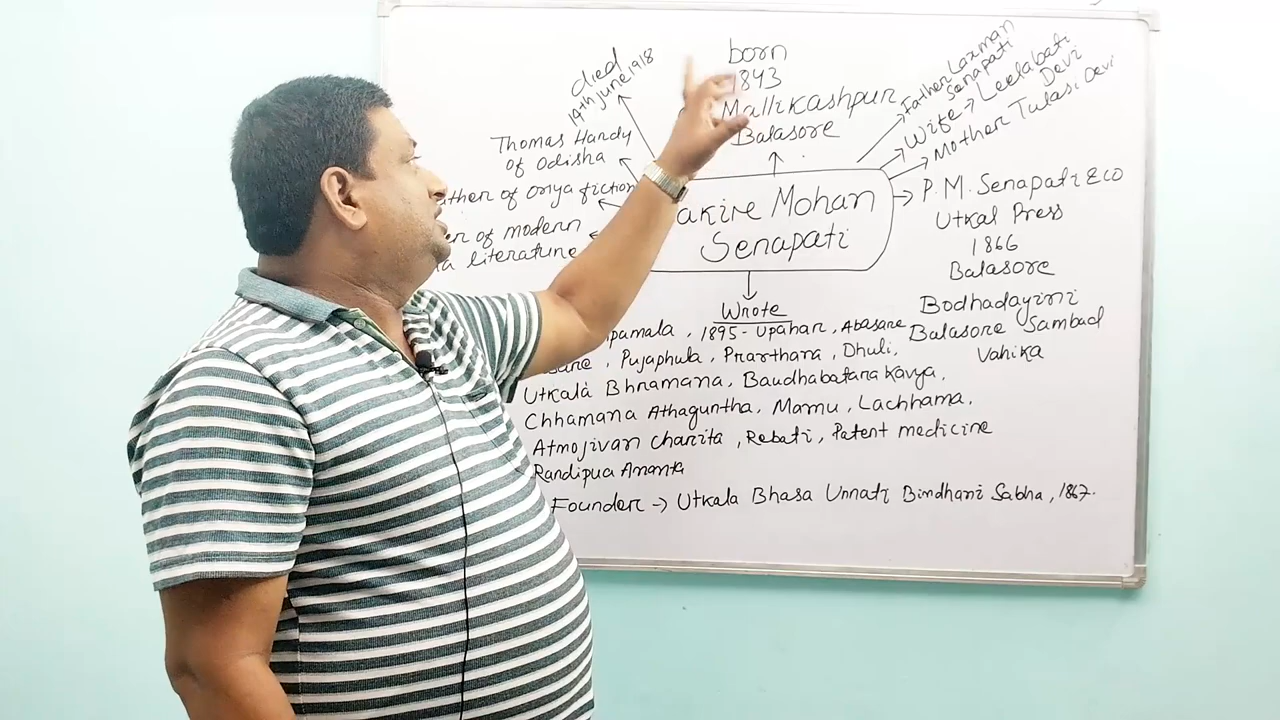 born
1843
Mallikashpur
Balasore
died
19th June 1918
Thomas Handy
of Odisha
ather of oriya fiction
er of modern
a literature
Father Laxman
Senapati
Wife → Leelabati
Devi
Mother Tulasi Devi
P. M. Senapati & Co
Utkal Press
1866
Balasore
Bodhadayini
Balasore Sambad
Vahika
akire Mohan
Senapati
Wrote
pamala, 1895 - Upahar, Abasare
, Pujaphula, Prarthana, Dhuli,
Utkala Bhramana, Baudhabatara Kavya,
Chhamana Athaguntha, Mamu, Lachhama,
Atmojivan Charita, Rebati, Patent medicine
Randipua Ananta
Founder → Utkala Bhasa Unnati Bindhani Sabha, 1867.